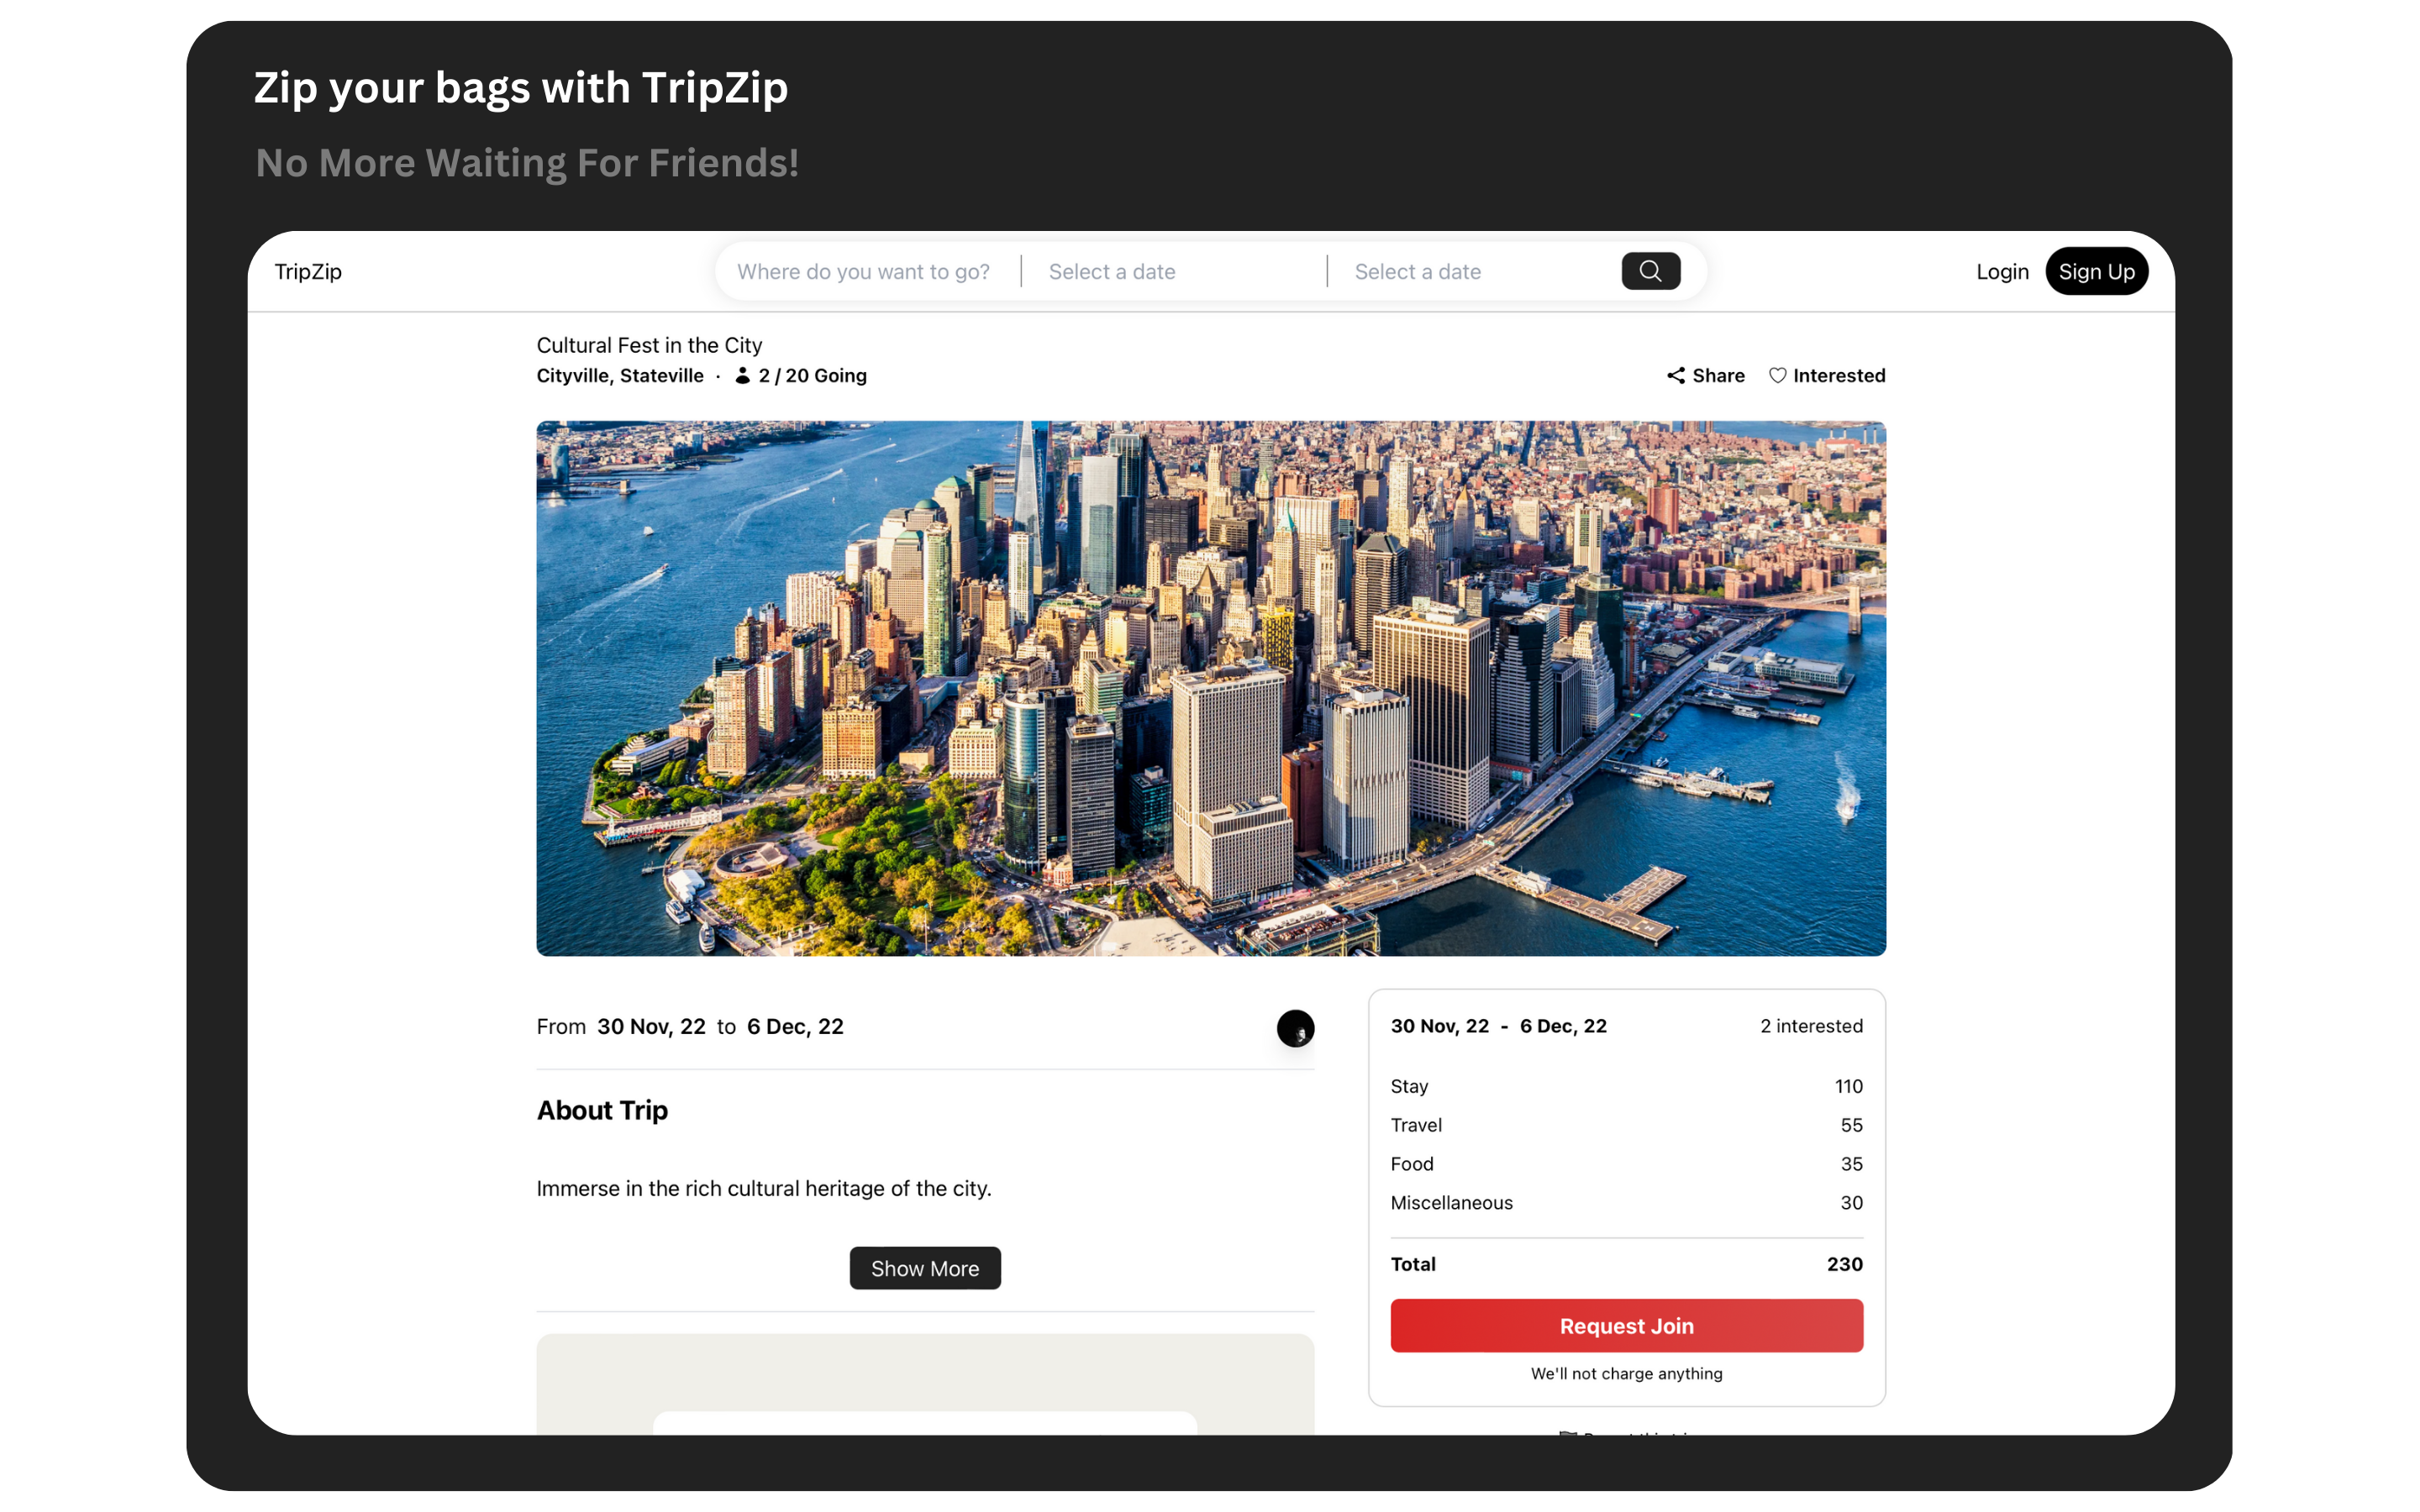 Zip your bags with TripZip
No More Waiting For Friends!
TripZip
Where do you want to go?
Select a date
Select a date
Login
Sign Up
Cultural Fest in the City
Cityville, Stateville · 2 / 20 Going
Share
Interested
From 30 Nov, 22 to 6 Dec, 22
About Trip
Immerse in the rich cultural heritage of the city.
Show More
30 Nov, 22 - 6 Dec, 22
2 interested
Stay 110
Travel 55
Food 35
Miscellaneous 30
Total 230
Request Join
We'll not charge anything